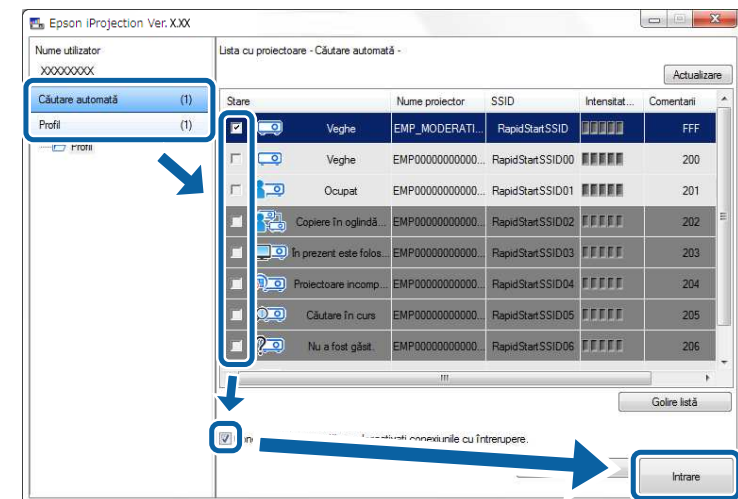 Epson iProjection Ver. X.XX
Nume utilizator
XXXXXXXX
Căutare automată (1)
Profil (1)
Profil
Lista cu proiectoare - Căutare automată -
Actualizare
Stare Nume proiector SSID Intensitat... Comentarii
Veghe EMP_MODERATI... RapidStartSSID FFF
Veghe EMP00000000000... RapidStartSSID00 200
Ocupat EMP00000000000... RapidStartSSID01 201
Copiere în oglindă... EMP00000000000... RapidStartSSID02 202
În prezent este folos... EMP00000000000... RapidStartSSID03 203
Proiectoare incomp... EMP00000000000... RapidStartSSID04 204
Căutare în curs EMP00000000000... RapidStartSSID05 205
Nu a fost găsit. EMP00000000000... RapidStartSSID06 206
Golire listă
conexiunile cu întrerupere.
Intrare